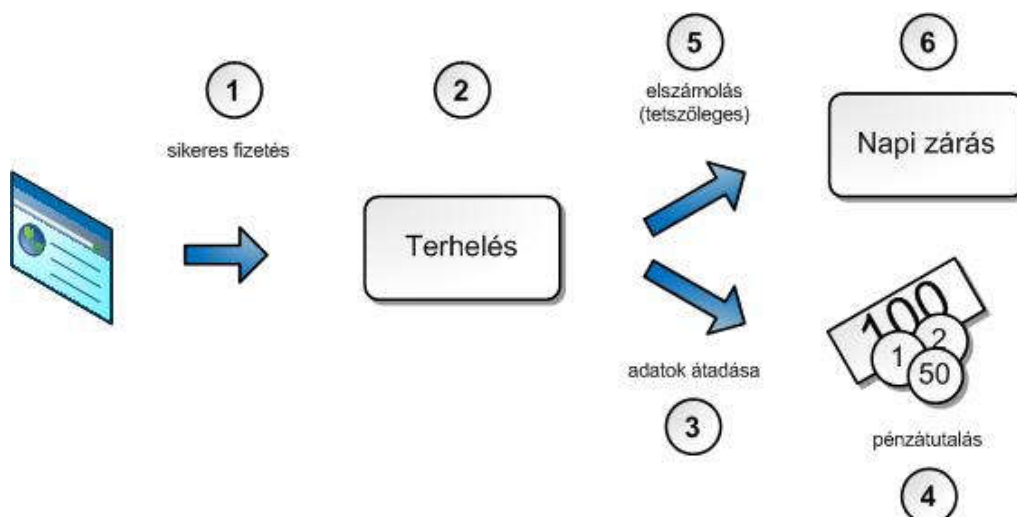 1
sikeres fizetés
2
Terhelés
5
elszámolás
(tetszőleges)
6
Napi zárás
adatok átadása
3
100
1
2
50
pénzátutalás
4